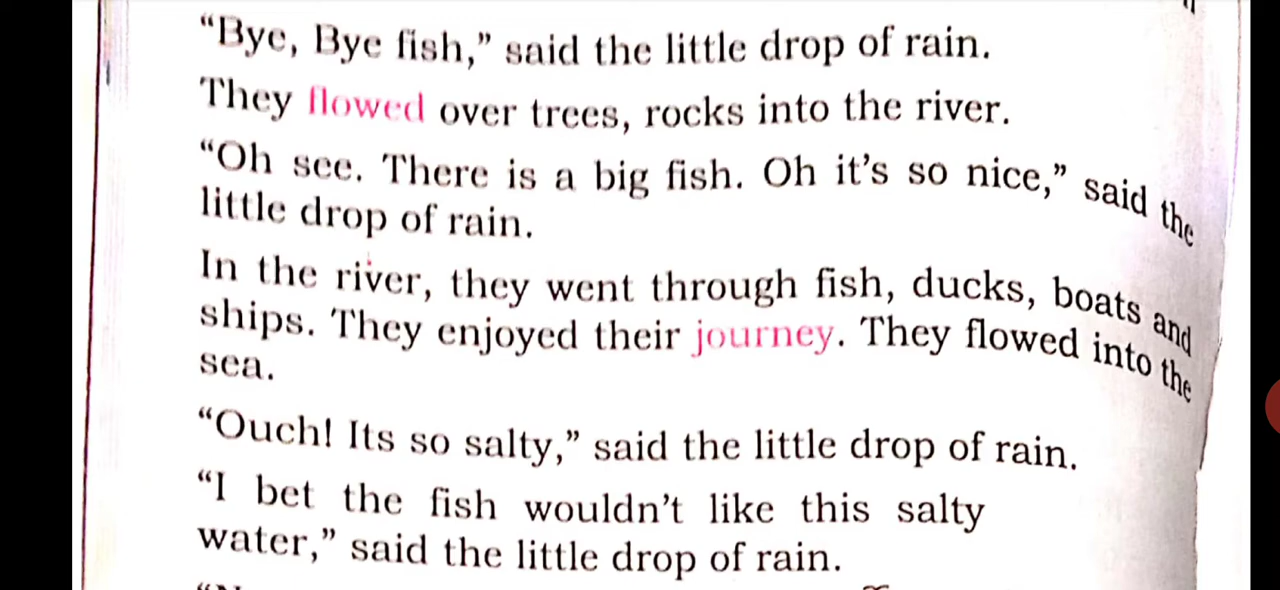 “Bye, Bye fish,” said the little drop of rain.
They flowed over trees, rocks into the river.
“Oh see. There is a big fish. Oh it’s so nice,” said the
little drop of rain.
In the river, they went through fish, ducks, boats and
ships. They enjoyed their journey. They flowed into the
sea.
“Ouch! Its so salty,” said the little drop of rain.
“I bet the fish wouldn’t like this salty
water,” said the little drop of rain.